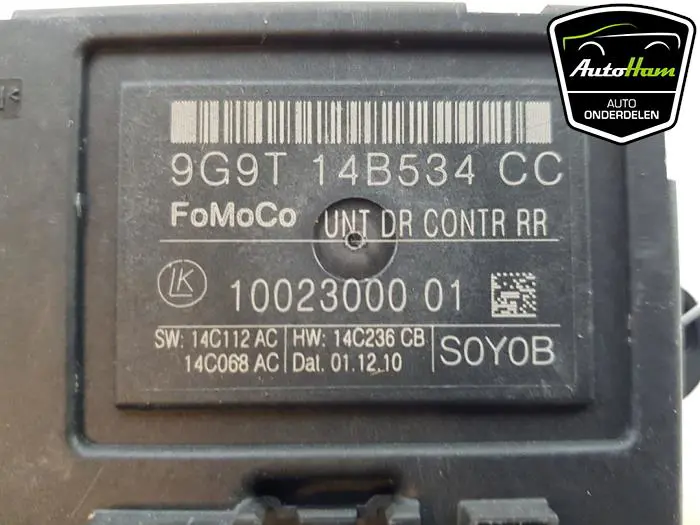 AutoHam
AUTO
ONDERDELEN
9G9T 14B534 CC
FoMoCo UNT DR CONTR RR
LK 10023000 01
SW: 14C112 AC HW: 14C236 CB
14C068 AC Dat. 01.12.10
S0Y0B